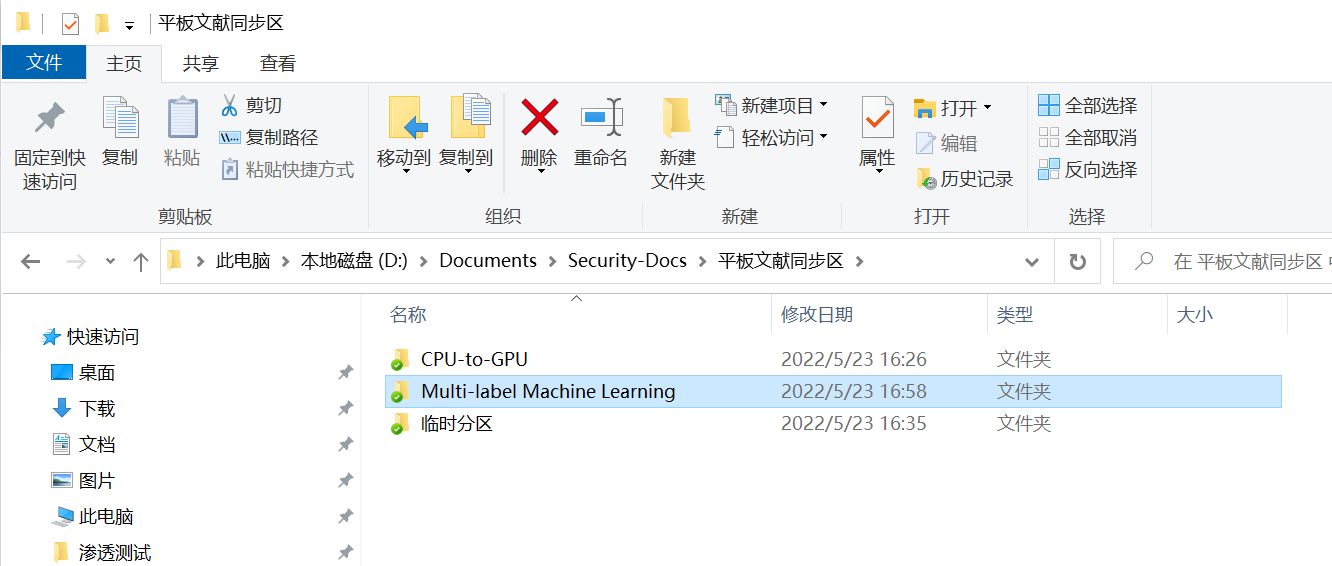 平板文献同步区
文件 主页 共享 查看
固定到快速访问
复制
粘贴
剪切
复制路径
粘贴快捷方式
移动到
复制到
删除
重命名
新建
文件夹
新建项目
轻松访问
属性
打开
编辑
历史记录
全部选择
全部取消
反向选择
剪贴板 组织 新建 打开 选择
此电脑 本地磁盘 (D:) Documents Security-Docs 平板文献同步区
在 平板文献同步区
名称 修改日期 类型 大小
快速访问
桌面
下载
文档
图片
此电脑
渗透测试
CPU-to-GPU 2022/5/23 16:26 文件夹
Multi-label Machine Learning 2022/5/23 16:58 文件夹
临时分区 2022/5/23 16:35 文件夹